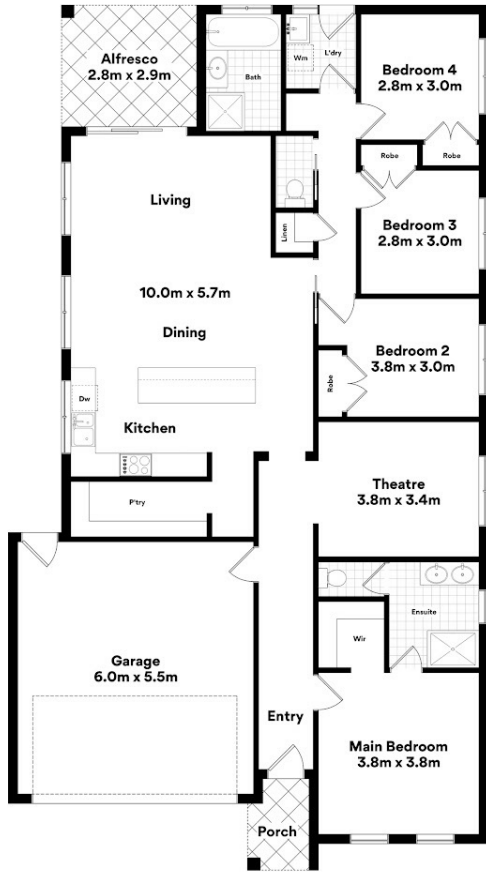 Alfresco
2.8m x 2.9m
Bath
Wm
L'dry
Bedroom 4
2.8m x 3.0m
Robe
Robe
Living
Linen
Bedroom 3
2.8m x 3.0m
10.0m x 5.7m
Dining
Bedroom 2
3.8m x 3.0m
Robe
Dw
Kitchen
P'try
Theatre
3.8m x 3.4m
Ensuite
Wir
Garage
6.0m x 5.5m
Entry
Main Bedroom
3.8m x 3.8m
Porch